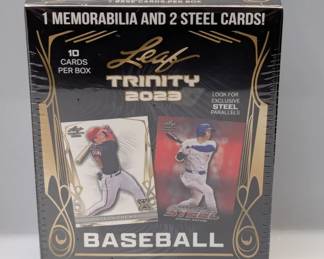 1 MEMORABILIA AND 2 STEEL CARDS!
10
CARDS
PER BOX
Leaf
TRINITY
2023
LOOK FOR
EXCLUSIVE
STEEL
PARALLELS
STEEL
BASEBALL